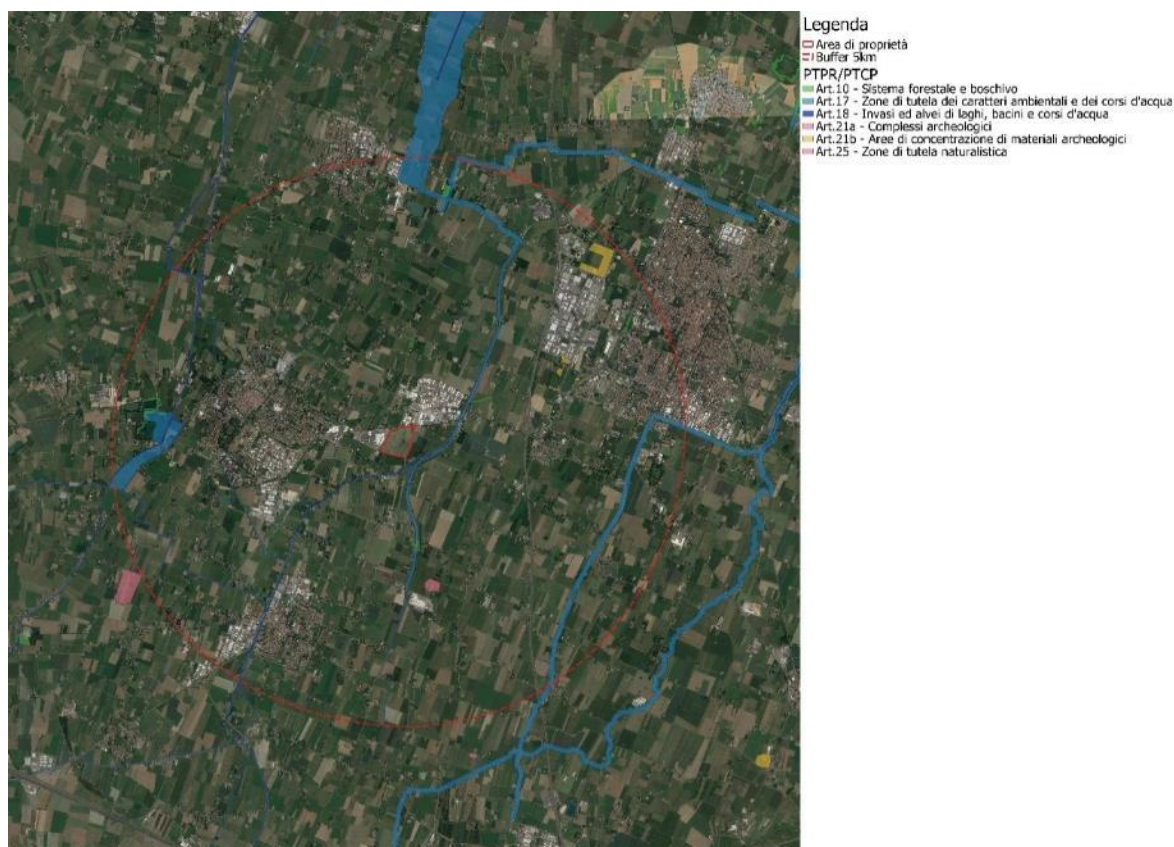 Legenda
Area di proprietà
Buffer 5km
PTPR/PTCP
Art.10 - Sistema forestale e boschivo
Art.17 - Zone di tutela dei caratteri ambientali e dei corsi d'acqua
Art.18 - Invasi ed alvei di laghi, bacini e corsi d'acqua
Art.21a - Complessi archeologici
Art.21b - Aree di concentrazione di materiali archeologici
Art.25 - Zone di tutela naturalistica